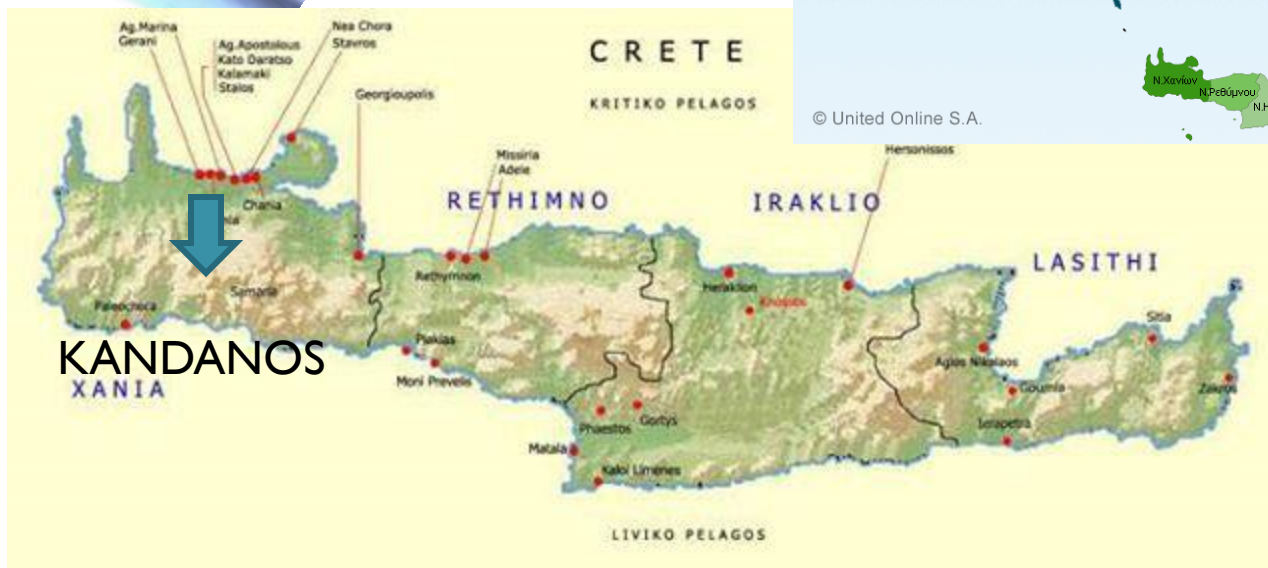 Ag.Marina
Gerani
Ag.Apostolous
Kato Daratso
Kalamaki
Stalos
Nea Chora
Stavros
Georgioupolis
CRETE
KRITIKO PELAGOS
© United Online S.A.
Ν.Χανίων
Ν.Ρεθύμνου
Missiria
Adele
Hersonissos
RETHIMNO
IRAKLIO
LASITHI
Chania
Rethymnon
Heraklion
Knossos
Samaria
Paleochora
KANDANOS
XANIA
Plakias
Moni Prevelis
Sitia
Agios Nikolaos
Gournia
Zakros
Ierapetra
Phaestos
Gortys
Matala
Kaloi Limenes
LIVIKO PELAGOS